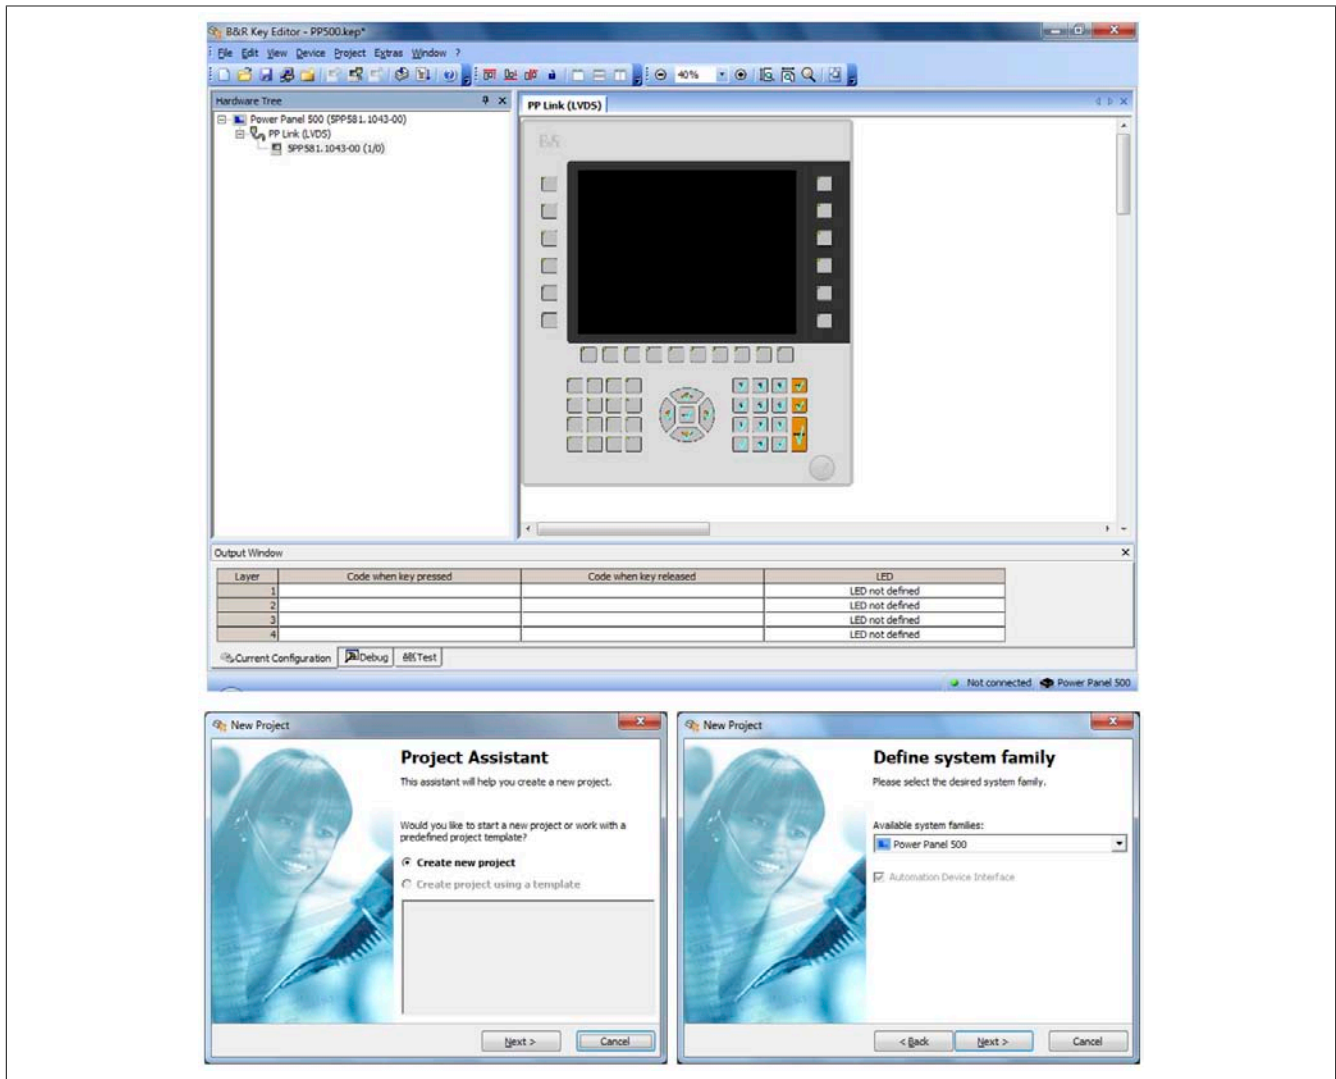 B&R Key Editor - PP500.kep*
File Edit View Device Project Extras Window ?
40%
Hardware Tree
Power Panel 500 (5PP581.1043-00)
PP Link (LVDS)
5PP581.1043-00 (1/0)
PP Link (LVDS)
B&R
Output Window
Layer Code when key pressed Code when key released LED
1 LED not defined
2 LED not defined
3 LED not defined
4 LED not defined
Current Configuration Debug Test
Not connected Power Panel 500
New Project
Project Assistant
This assistant will help you create a new project.
Would you like to start a new project or work with a
predefined project template?
Create new project
Create project using a template
Next > Cancel
New Project
Define system family
Please select the desired system family.
Available system families:
Power Panel 500
Automation Device Interface
< Back Next > Cancel